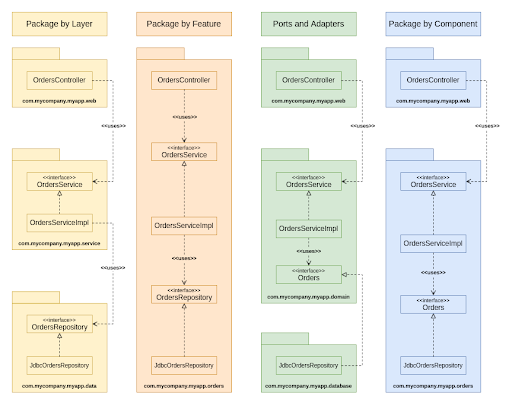 Package by Layer
OrdersController
com.mycompany.myapp.web
<<uses>>
<<interface>>
OrdersService
OrdersServiceImpl
com.mycompany.myapp.service
<<uses>>
<<interface>>
OrdersRepository
JdbcOrdersRepository
com.mycompany.myapp.data
Package by Feature
OrdersController
<<uses>>
<<interface>>
OrdersService
OrdersServiceImpl
<<uses>>
<<interface>>
OrdersRepository
JdbcOrdersRepository
com.mycompany.myapp.orders
Ports and Adapters
OrdersController
com.mycompany.myapp.web
<<uses>>
<<interface>>
OrdersService
OrdersServiceImpl
<<uses>>
<<interface>>
Orders
com.mycompany.myapp.domain
JdbcOrdersRepository
com.mycompany.myapp.database
Package by Component
OrdersController
com.mycompany.myapp.web
<<uses>>
<<interface>>
OrdersService
OrdersServiceImpl
<<uses>>
<<interface>>
Orders
JdbcOrdersRepository
com.mycompany.myapp.orders